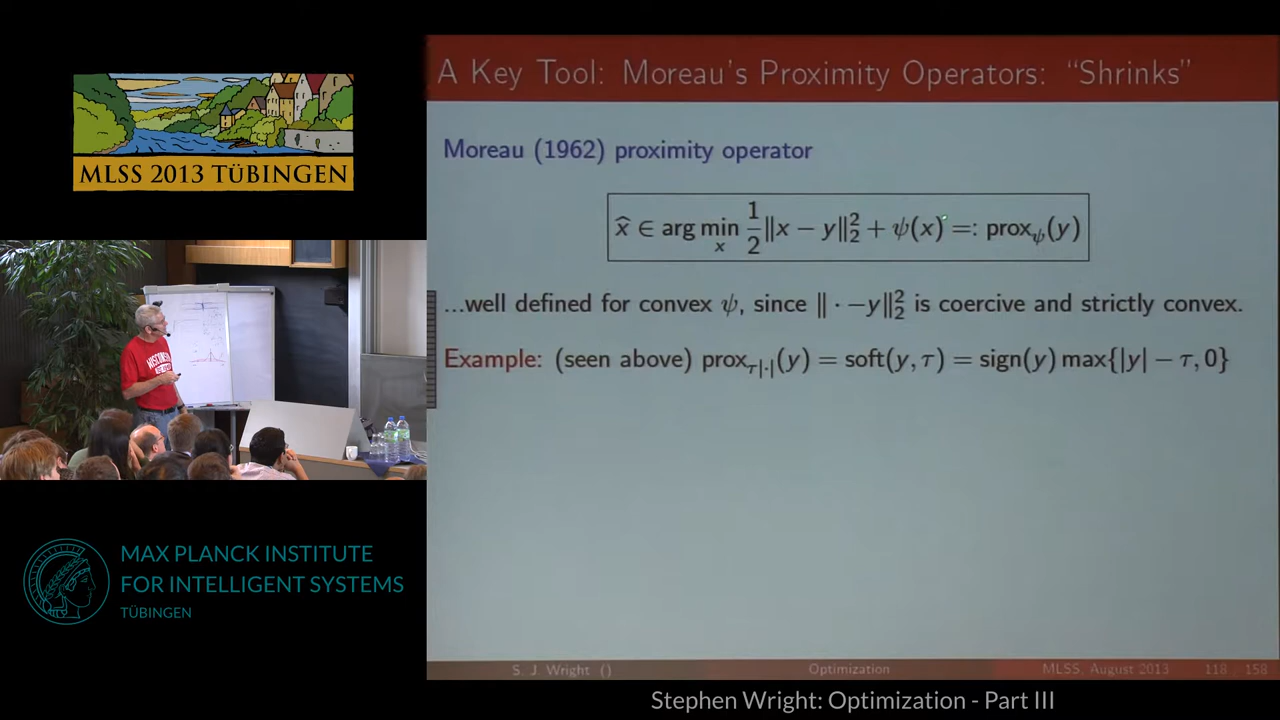 MLSS 2013 TÜBINGEN
A Key Tool: Moreau's Proximity Operators: “Shrinks”
Moreau (1962) proximity operator
x̂ ∈ arg min_x 1/2 ‖x − y‖₂² + ψ(x) =: prox_ψ(y)
...well defined for convex ψ, since ‖ · −y‖₂² is coercive and strictly convex.
Example: (seen above) prox_τ|·|(y) = soft(y, τ) = sign(y) max{|y| − τ, 0}
WISCONSIN
MAX PLANCK INSTITUTE
FOR INTELLIGENT SYSTEMS
TÜBINGEN
S. J. Wright () Optimization MLSS, August 2013 118 / 158
Stephen Wright: Optimization - Part III